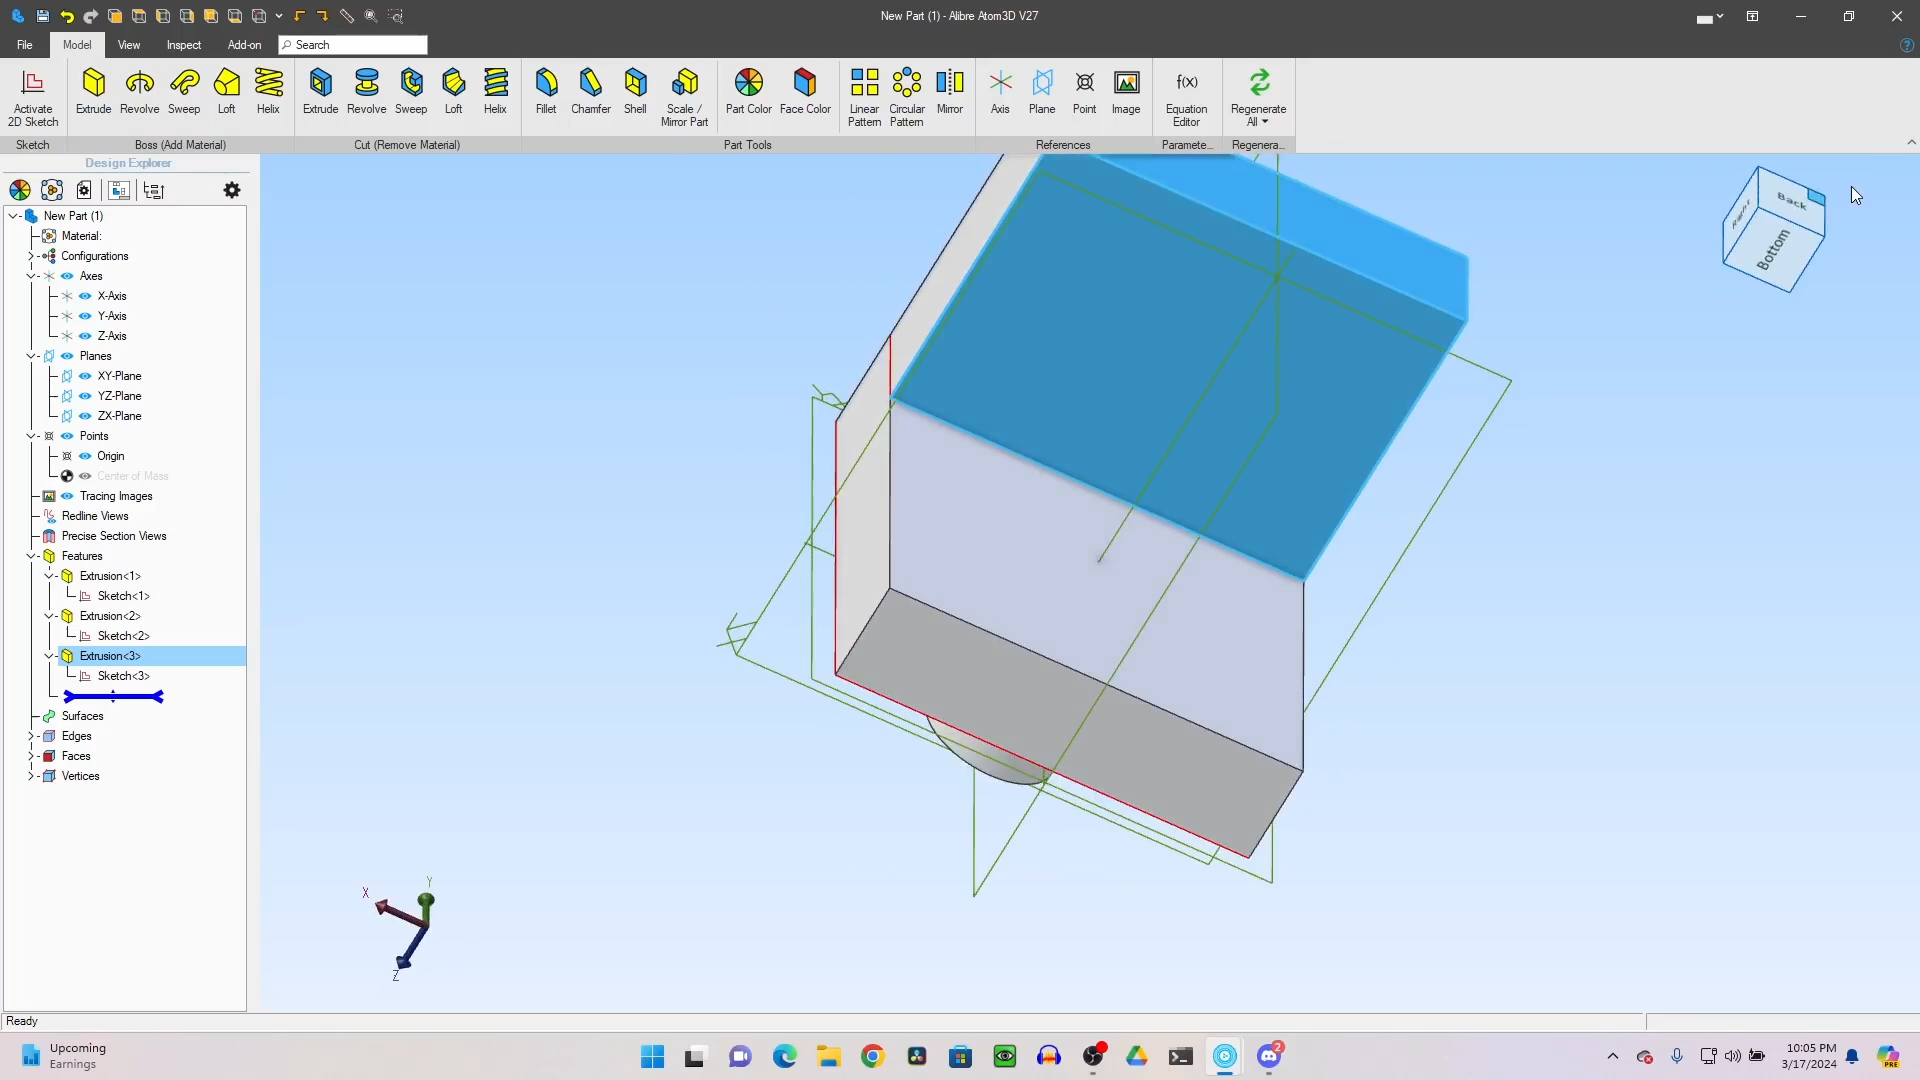 New Part (1) - Alibre Atom3D V27
File
Model
View
Inspect
Add-on
Search
Activate
2D Sketch
Extrude
Revolve
Sweep
Loft
Helix
Extrude
Revolve
Sweep
Loft
Helix
Fillet
Chamfer
Shell
Scale /
Mirror Part
Part Color
Face Color
Linear
Pattern
Circular
Pattern
Mirror
Axis
Plane
Point
Image
f(x)
Equation
Editor
Regenerate
All
Sketch
Boss (Add Material)
Cut (Remove Material)
Part Tools
References
Paramete...
Regenera...
Design Explorer
New Part (1)
Material:
Configurations
Axes
X-Axis
Y-Axis
Z-Axis
Planes
XY-Plane
YZ-Plane
ZX-Plane
Points
Origin
Center of Mass
Tracing Images
Redline Views
Precise Section Views
Features
Extrusion<1>
Sketch<1>
Extrusion<2>
Sketch<2>
Extrusion<3>
Sketch<3>
Surfaces
Edges
Faces
Vertices
Back
Bottom
X
Y
Z
Ready
Upcoming
Earnings
2
10:05 PM
3/17/2024
PRE